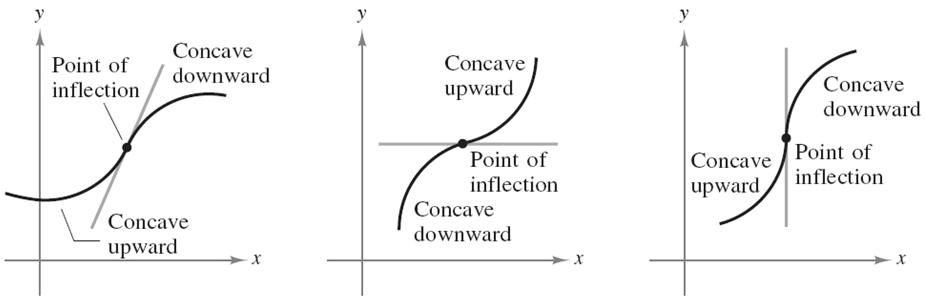 y
Point of
inflection
Concave
downward
Concave
upward
x
y
Concave
upward
Point of
inflection
Concave
downward
x
y
Concave
downward
Concave
upward
Point of
inflection
x